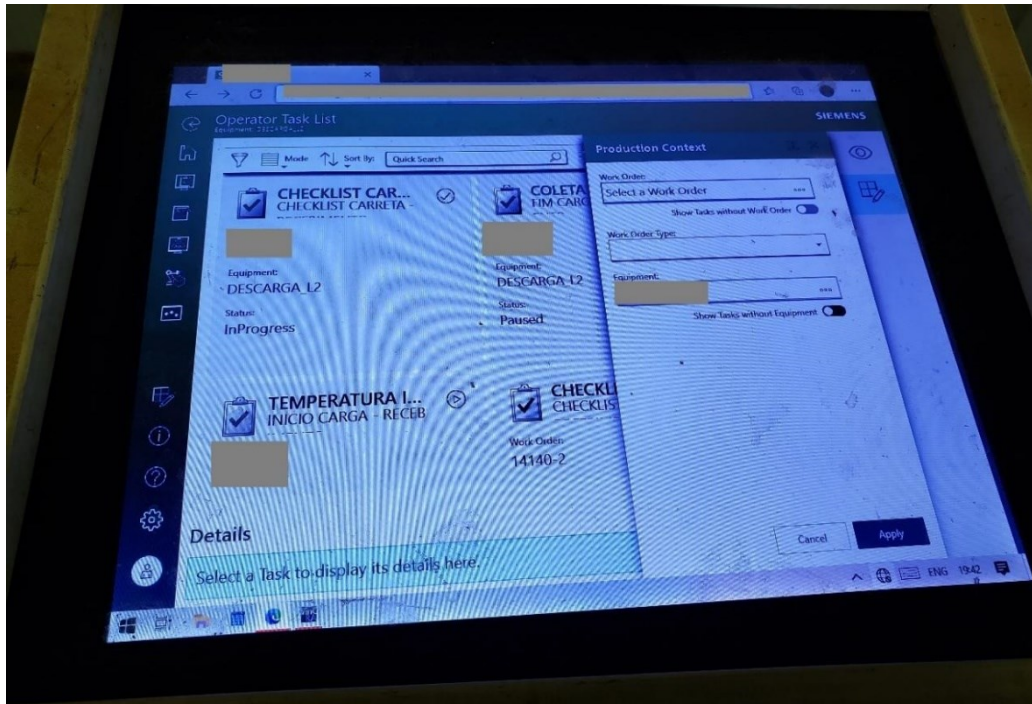 Operator Task List
SIEMENS
Mode
Sort By:
Quick Search
CHECKLIST CAR...
CHECKLIST CARRETA -
Equipment:
DESCARGA_L2
Status:
InProgress
COLETA
FIM CARG
Equipment:
DESCARGA_L2
Status:
Paused
TEMPERATURA I...
INICIO CARGA - RECEB
CHECKLI
CHECKLIS
Work Order:
14140-2
Details
Select a Task to display its details here.
Production Context
Work Order:
Select a Work Order
Show Tasks without Work Order
Work Order Type:
Equipment:
Show Tasks without Equipment
Cancel
Apply
ENG
19:42